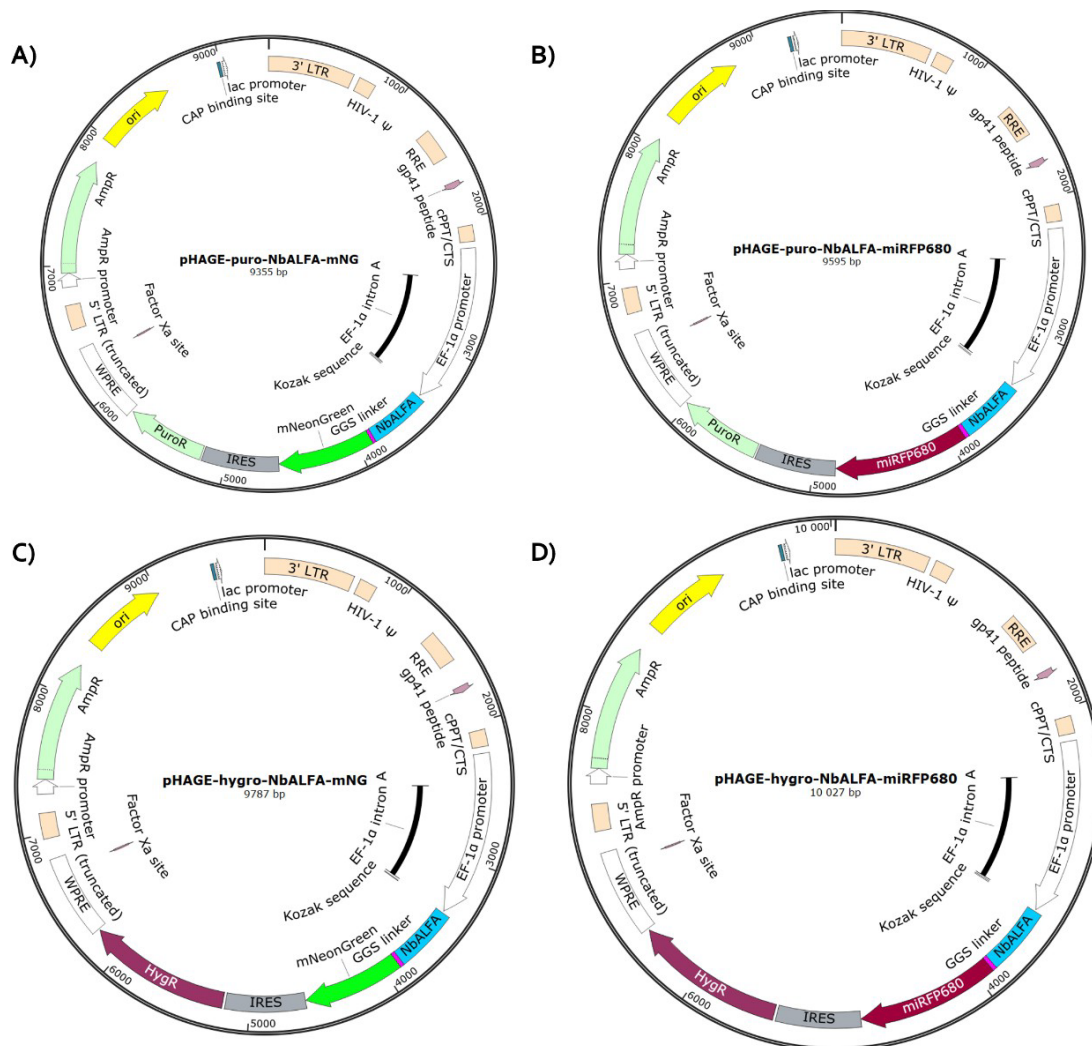 A)
9000
lac promoter
CAP binding site
3' LTR
HIV-1 Ψ
1000
RRE
gp41 peptide
2000
cPPT/CTS
EF-1α promoter
EF-1α intron A
3000
Kozak sequence
NbALFA
GGS linker
mNeonGreen
4000
IRES
5000
PuroR
6000
WPRE
5' LTR (truncated)
Factor Xa site
AmpR promoter
7000
AmpR
8000
ori
pHAGE-puro-NbALFA-mNG
9355 bp
B)
9000
lac promoter
CAP binding site
3' LTR
HIV-1 Ψ
1000
RRE
gp41 peptide
2000
cPPT/CTS
EF-1α promoter
EF-1α intron A
3000
Kozak sequence
NbALFA
GGS linker
miRFP680
4000
IRES
5000
PuroR
6000
WPRE
5' LTR (truncated)
Factor Xa site
AmpR promoter
7000
AmpR
8000
ori
pHAGE-puro-NbALFA-miRFP680
9595 bp
C)
9000
lac promoter
CAP binding site
3' LTR
HIV-1 Ψ
1000
RRE
gp41 peptide
2000
cPPT/CTS
EF-1α promoter
EF-1α intron A
3000
Kozak sequence
NbALFA
GGS linker
mNeonGreen
4000
IRES
5000
HygR
6000
WPRE
5' LTR (truncated)
Factor Xa site
AmpR promoter
7000
AmpR
8000
ori
pHAGE-hygro-NbALFA-mNG
9787 bp
D)
10 000
lac promoter
CAP binding site
3' LTR
HIV-1 Ψ
RRE
gp41 peptide
2000
cPPT/CTS
EF-1α promoter
EF-1α intron A
Kozak sequence
NbALFA
GGS linker
miRFP680
4000
IRES
HygR
6000
WPRE
5' LTR (truncated)
Factor Xa site
AmpR promoter
AmpR
8000
ori
pHAGE-hygro-NbALFA-miRFP680
10 027 bp